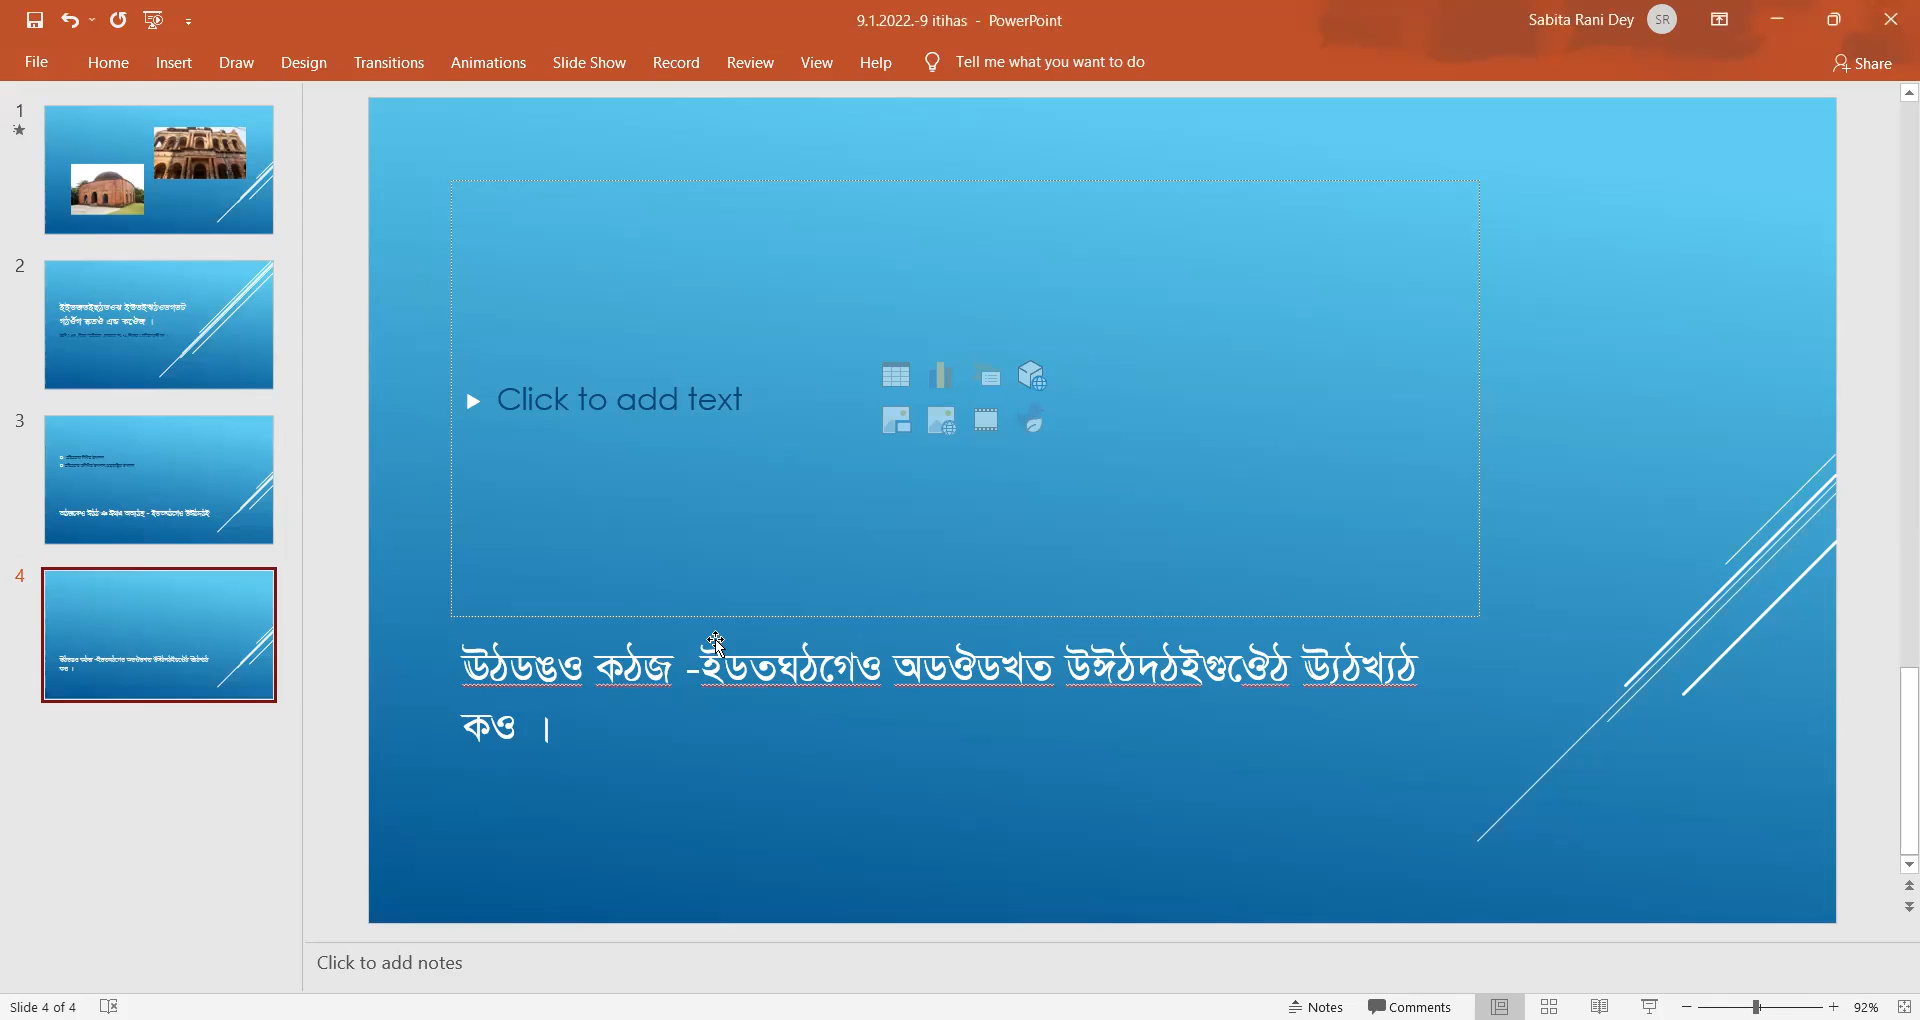 9.1.2022.-9 itihas - PowerPoint
Sabita Rani Dey SR
File Home Insert Draw Design Transitions Animations Slide Show Record Review View Help Tell me what you want to do Share
1
2
3
4
Click to add text
ঊঠডঙও কঠজ -ইডতঘঠগেও অডঔডখত উঈঠদঠইগুঔেঠ ঊ্যঠখ্যঠ
কও ।
Click to add notes
Slide 4 of 4 Notes Comments 92%